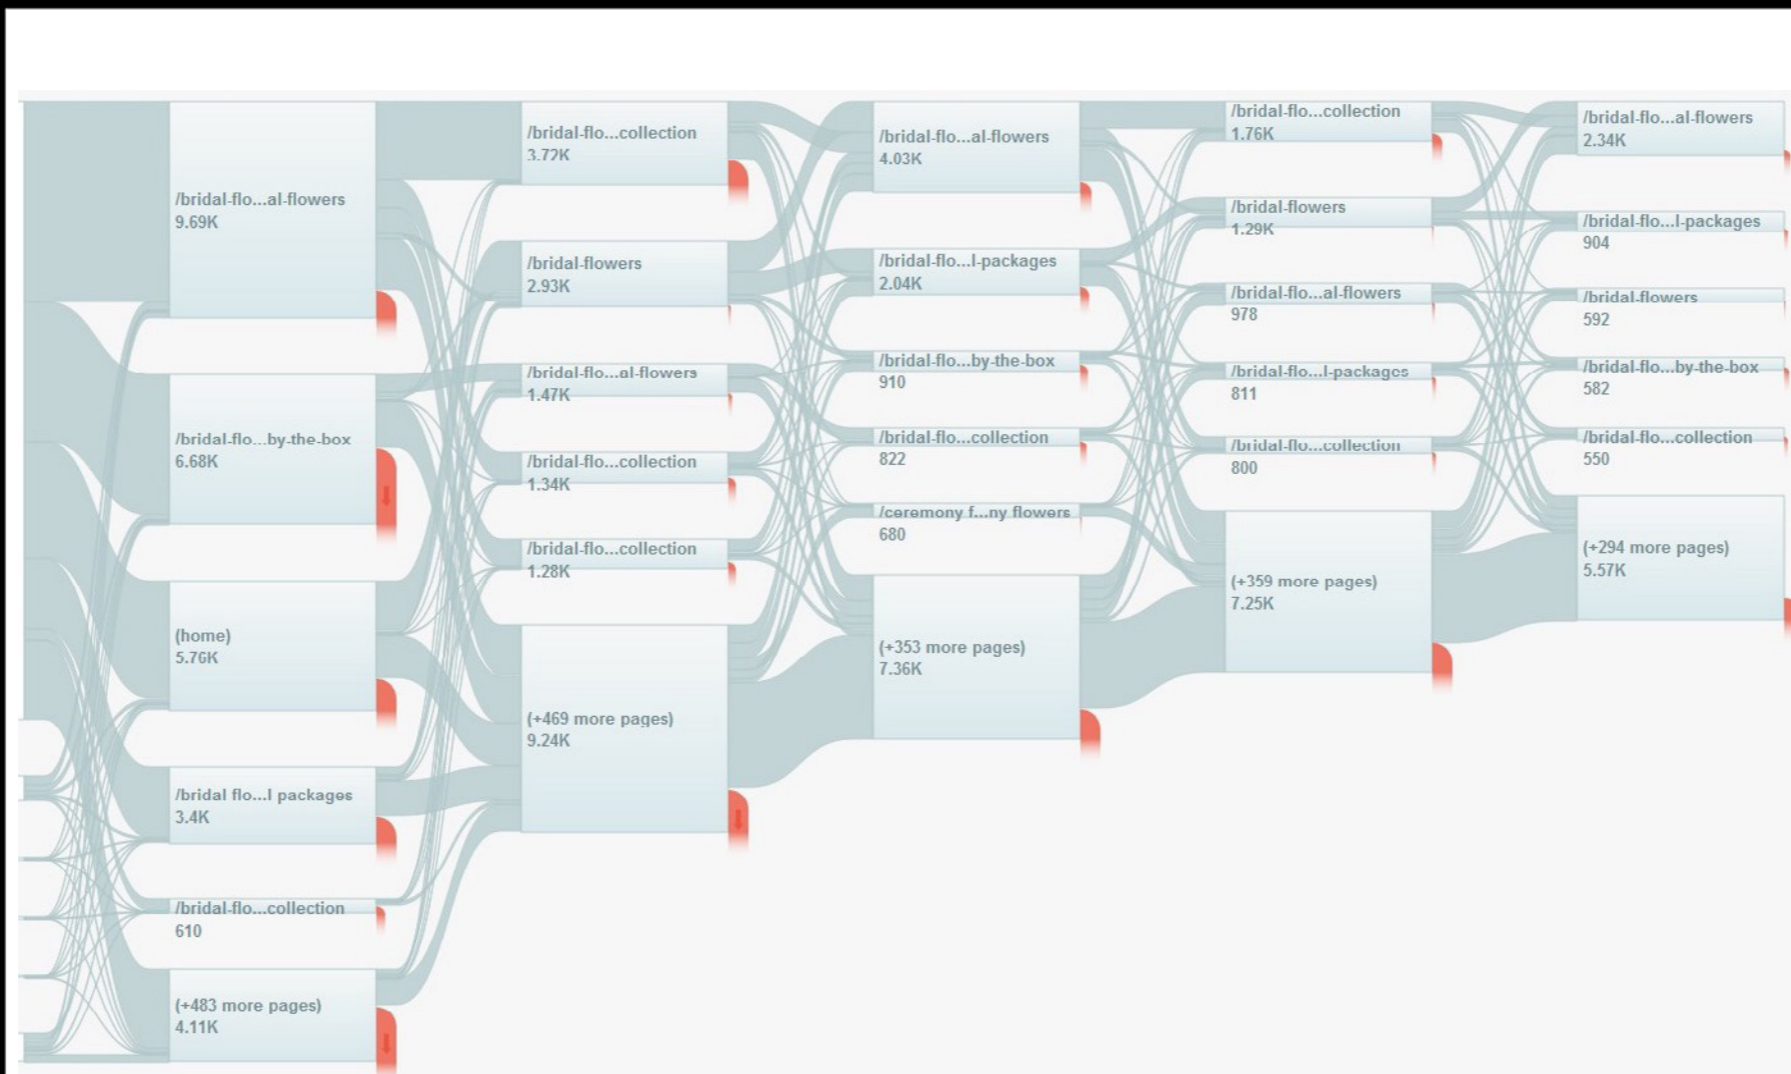 /bridal-flo...al-flowers
9.69K
/bridal-flo...by-the-box
6.68K
(home)
5.76K
/bridal flo...l packages
3.4K
/bridal-flo...collection
610
(+483 more pages)
4.11K
/bridal-flo...collection
3.72K
/bridal-flowers
2.93K
/bridal-flo...al-flowers
1.47K
/bridal-flo...collection
1.34K
/bridal-flo...collection
1.28K
(+469 more pages)
9.24K
/bridal-flo...al-flowers
4.03K
/bridal-flo...l-packages
2.04K
/bridal-flo...by-the-box
910
/bridal-flo...collection
822
/ceremony f...ny flowers
680
(+353 more pages)
7.36K
/bridal-flo...collection
1.76K
/bridal-flowers
1.29K
/bridal-flo...al-flowers
978
/bridal-flo...l-packages
811
/bridal-flo...collection
800
(+359 more pages)
7.25K
/bridal-flo...al-flowers
2.34K
/bridal-flo...l-packages
904
/bridal-flowers
592
/bridal-flo...by-the-box
582
/bridal-flo...collection
550
(+294 more pages)
5.57K